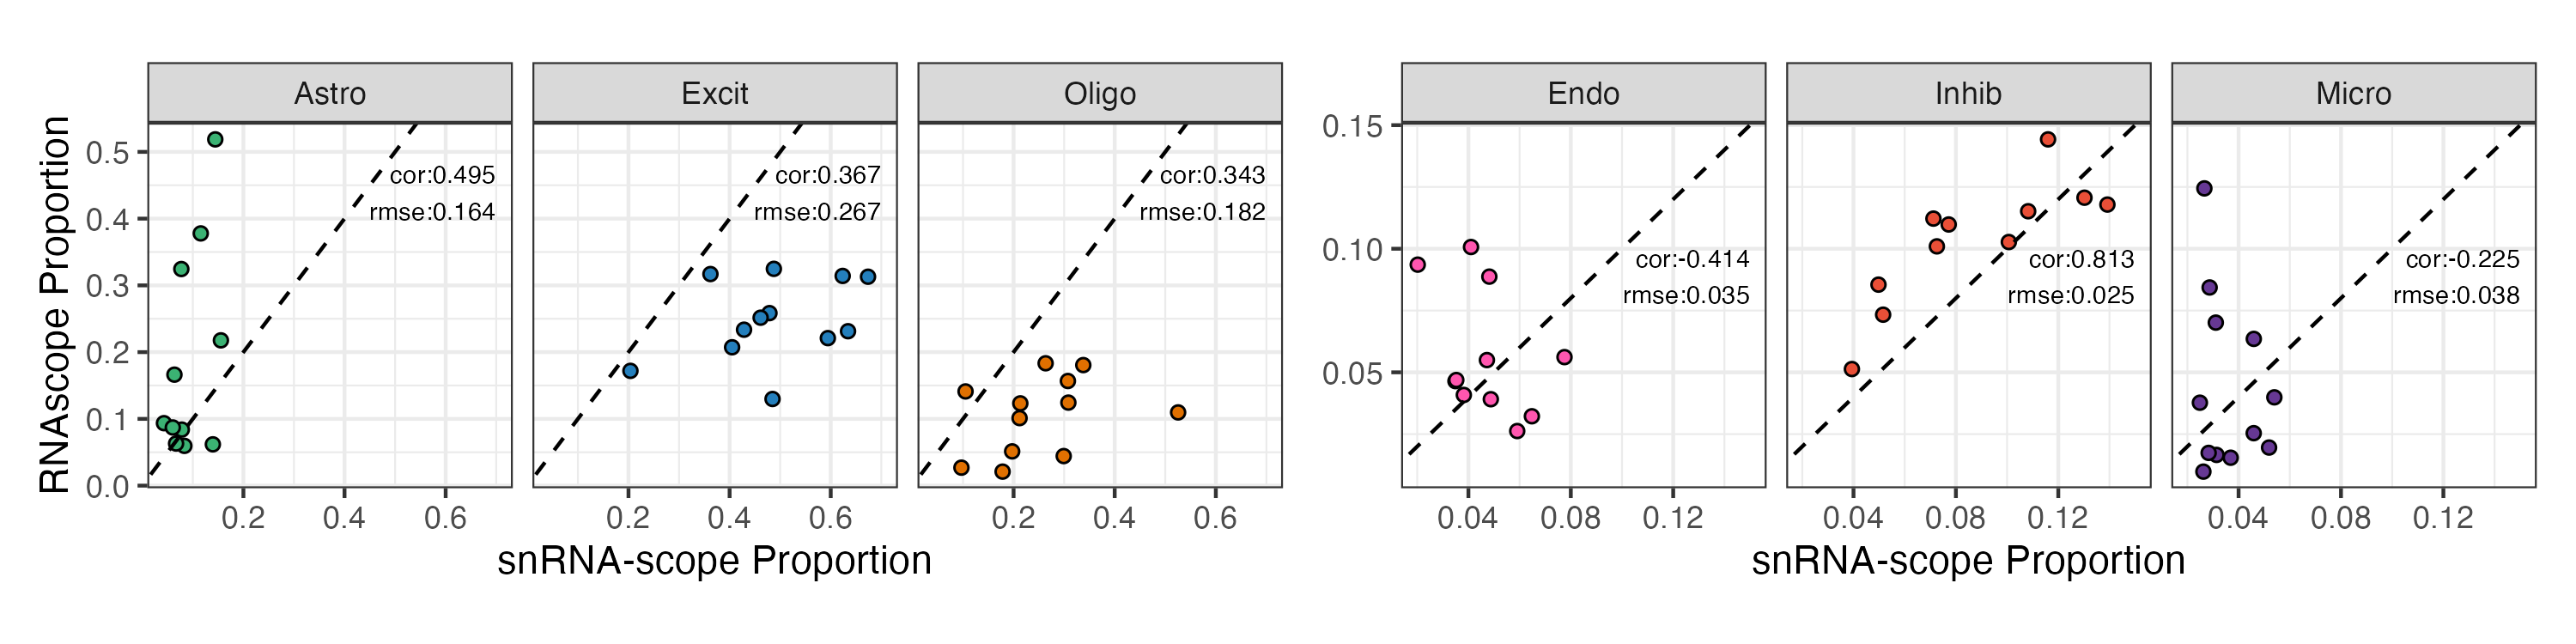 Astro
Excit
Oligo
Endo
Inhib
Micro
RNAscope Proportion
0.5
0.4
0.3
0.2
0.1
0.0
cor:0.495
rmse:0.164
cor:0.367
rmse:0.267
cor:0.343
rmse:0.182
0.2 0.4 0.6
0.2 0.4 0.6
0.2 0.4 0.6
snRNA-scope Proportion
0.15
0.10
0.05
cor:-0.414
rmse:0.035
cor:0.813
rmse:0.025
cor:-0.225
rmse:0.038
0.04 0.08 0.12
0.04 0.08 0.12
0.04 0.08 0.12
snRNA-scope Proportion